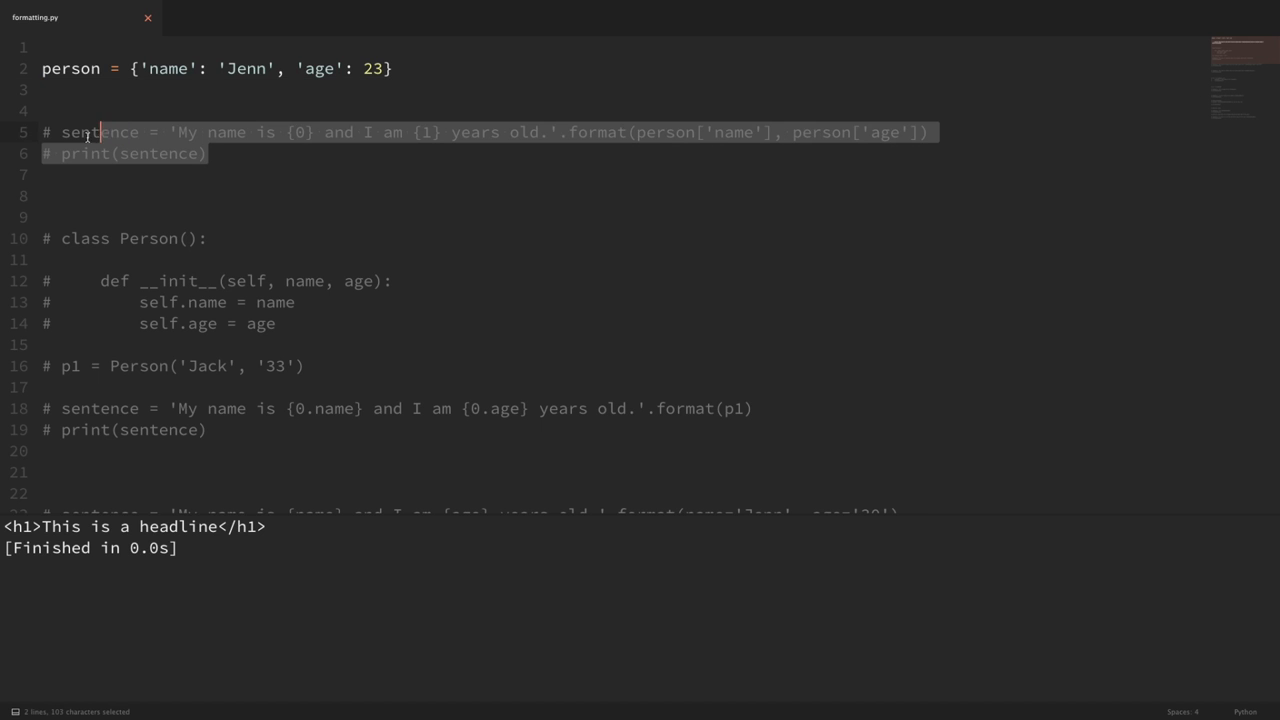 formatting.py
1
2 person = {'name': 'Jenn', 'age': 23}
3
4
5 # sentence = 'My name is {0} and I am {1} years old.'.format(person['name'], person['age'])
6 # print(sentence)
7
8
9
10 # class Person():
11
12 #     def __init__(self, name, age):
13 #         self.name = name
14 #         self.age = age
15
16 # p1 = Person('Jack', '33')
17
18 # sentence = 'My name is {0.name} and I am {0.age} years old.'.format(p1)
19 # print(sentence)
20
21
22
<h1>This is a headline</h1>
[Finished in 0.0s]
2 lines, 103 characters selected
Spaces: 4
Python